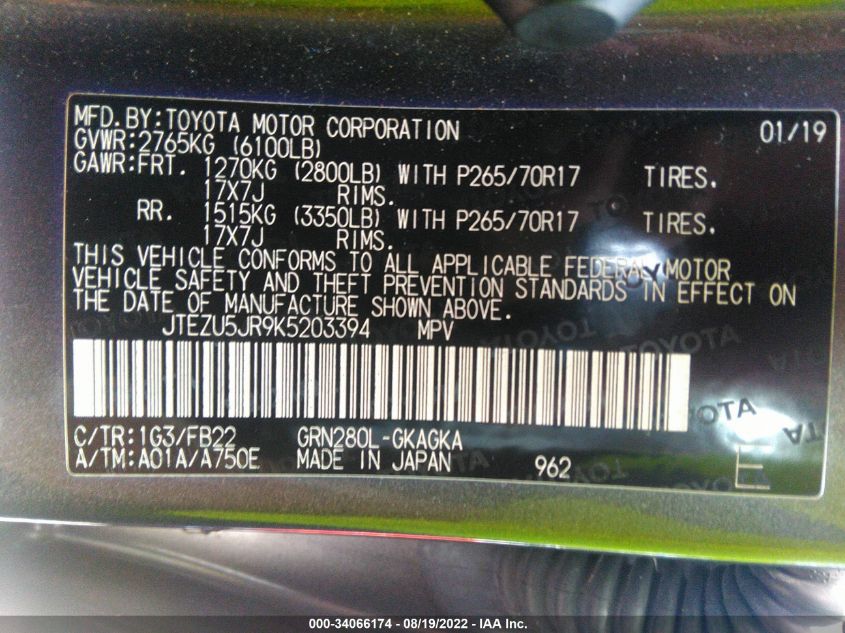 MFD.BY:TOYOTA MOTOR CORPORATION 01/19
GVWR:2765KG (6100LB)
GAWR:FRT. 1270KG (2800LB) WITH P265/70R17 TIRES.
17X7J RIMS.
RR. 1515KG (3350LB) WITH P265/70R17 TIRES.
17X7J RIMS.
THIS VEHICLE CONFORMS TO ALL APPLICABLE FEDERAL MOTOR
VEHICLE SAFETY AND THEFT PREVENTION STANDARDS IN EFFECT ON
THE DATE OF MANUFACTURE SHOWN ABOVE.
JTEZU5JR9K5203394 MPV
C/TR:1G3/FB22 GRN280L-GKAGKA
A/TM:A01A/A750E MADE IN JAPAN 962 E
TOYOTA
TOYOTA
000-34066174 - 08/19/2022 - IAA Inc.